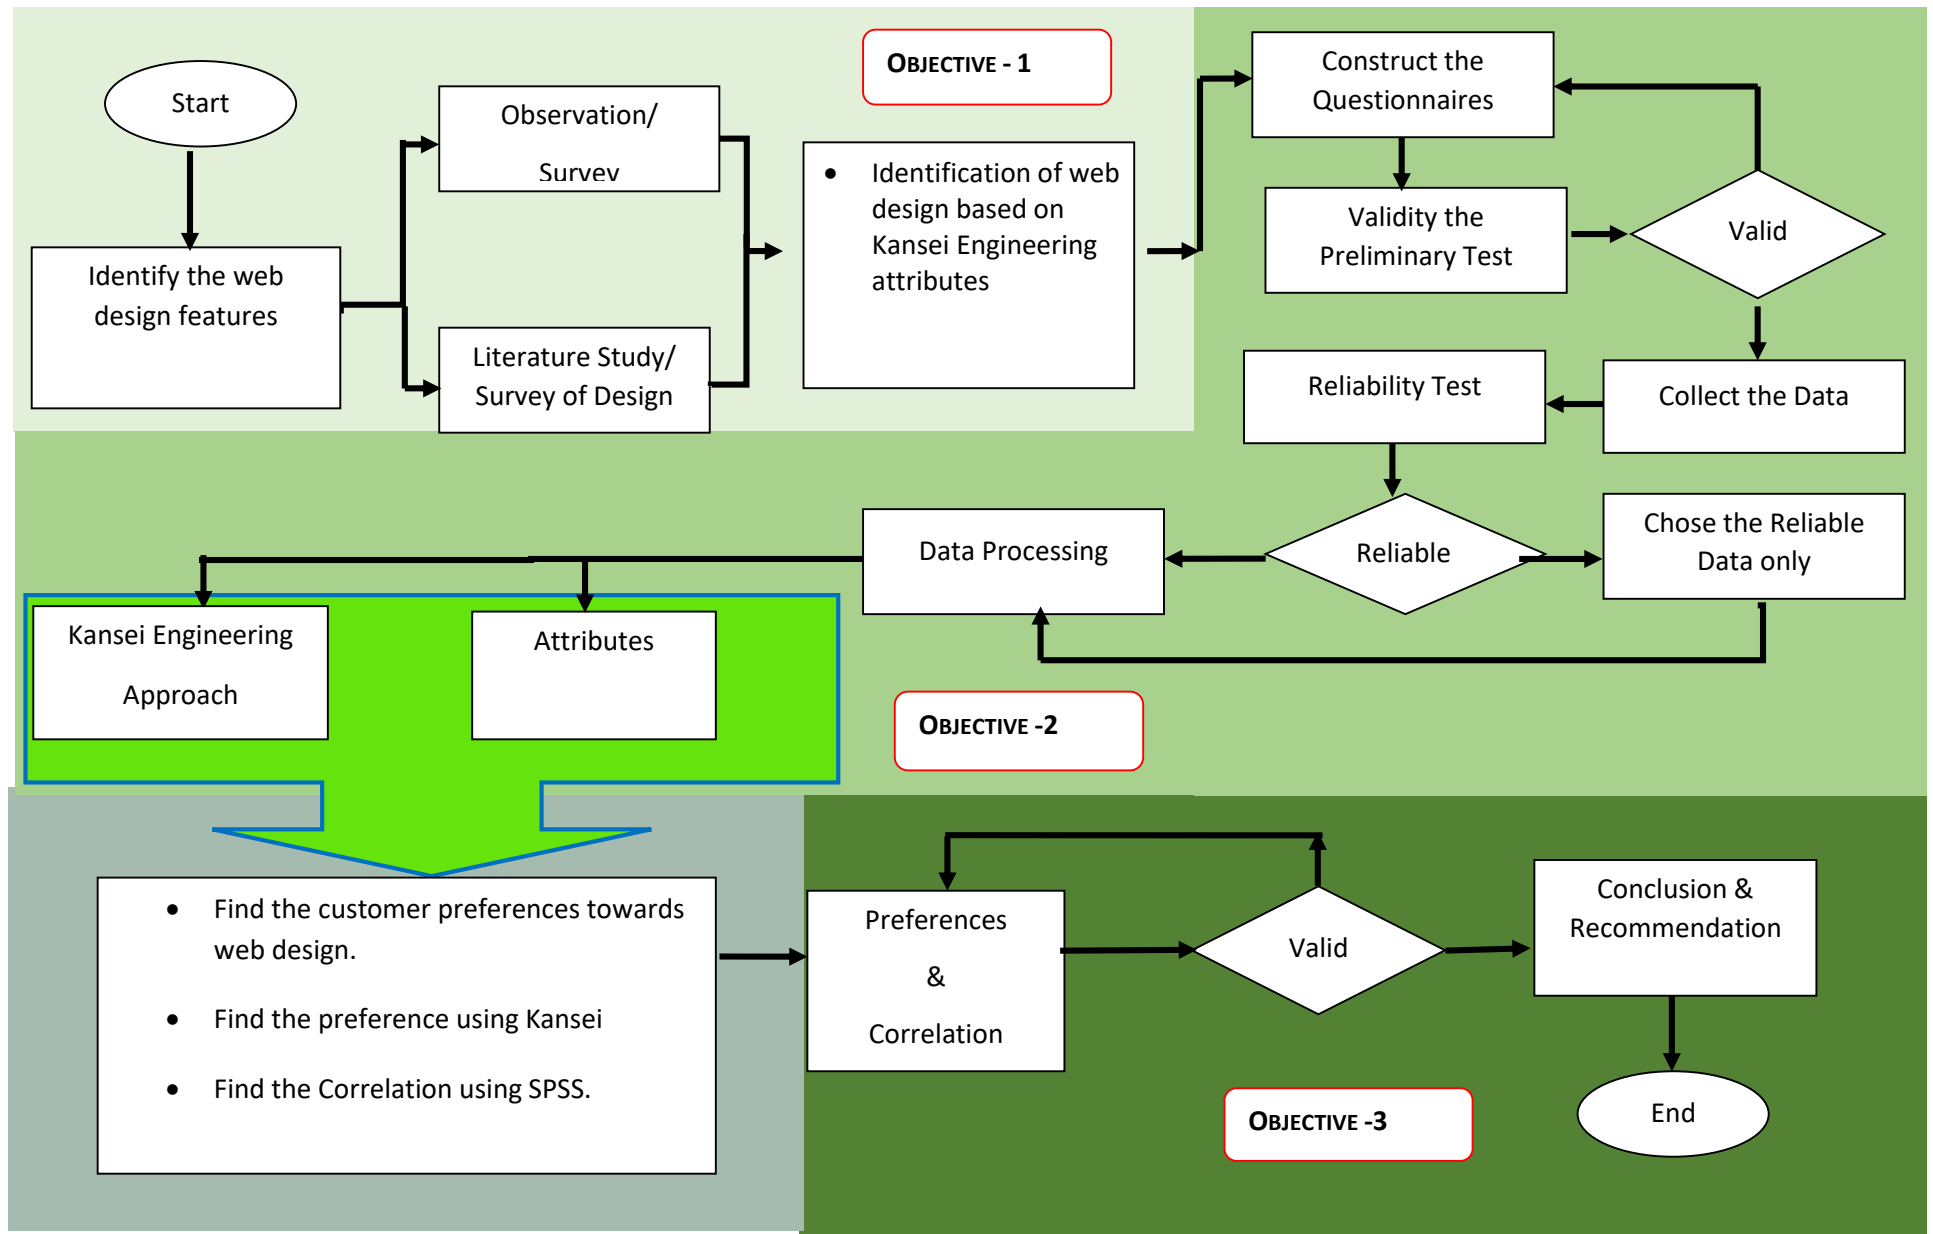 Start
Identify the web
design features
Observation/
Survey
Literature Study/
Survey of Design
OBJECTIVE - 1
• Identification of web
design based on
Kansei Engineering
attributes
Construct the
Questionnaires
Validity the
Preliminary Test
Valid
Collect the Data
Reliability Test
Reliable
Chose the Reliable
Data only
Data Processing
Kansei Engineering
Approach
Attributes
OBJECTIVE -2
• Find the customer preferences towards
web design.
• Find the preference using Kansei
• Find the Correlation using SPSS.
Preferences
&
Correlation
Valid
Conclusion &
Recommendation
End
OBJECTIVE -3